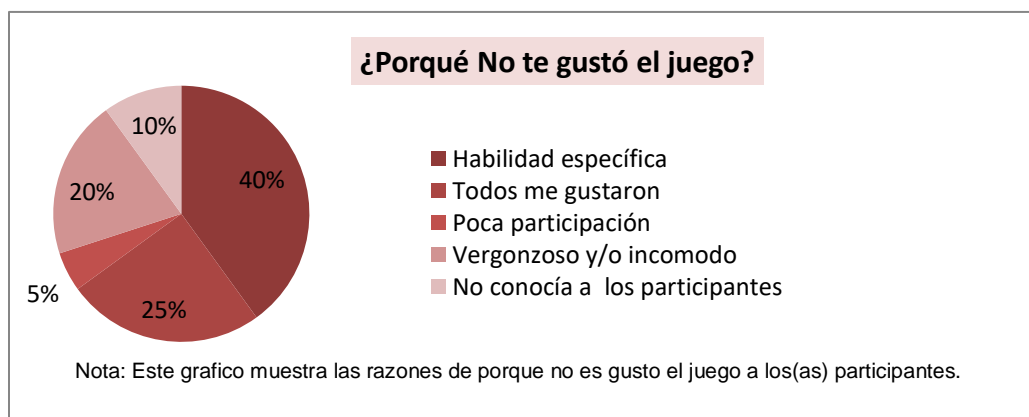 ¿Porqué No te gustó el juego?
10%
40%
20%
5%
25%
Habilidad específica
Todos me gustaron
Poca participación
Vergonzoso y/o incomodo
No conocía a los participantes
Nota: Este grafico muestra las razones de porque no es gusto el juego a los(as) participantes.